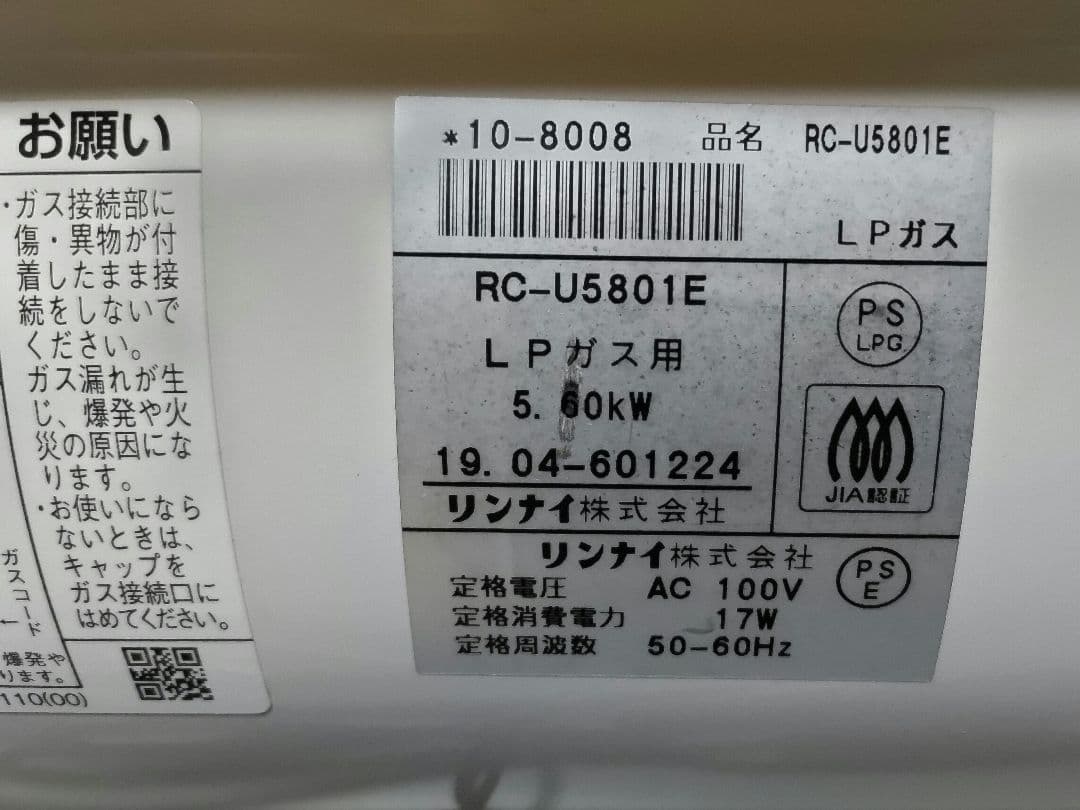 お願い
・ガス接続部に
傷・異物が付
着したまま接
続をしないで
ください。
ガス漏れが生
じ、爆発や火
災の原因にな
ります。
・お使いになら
ないときは、
キャップを
ガス接続口に
はめてください。
ガスコード
爆発や
ります。
110(00)
*10-8008 品名 RC-U5801E
LPガス
RC-U5801E
LPガス用
5.60kW
19.04-601224
リンナイ株式会社
PS
LPG
JIA認証
リンナイ株式会社
定格電圧 AC 100V
定格消費電力 17W
定格周波数 50-60Hz
PS
E